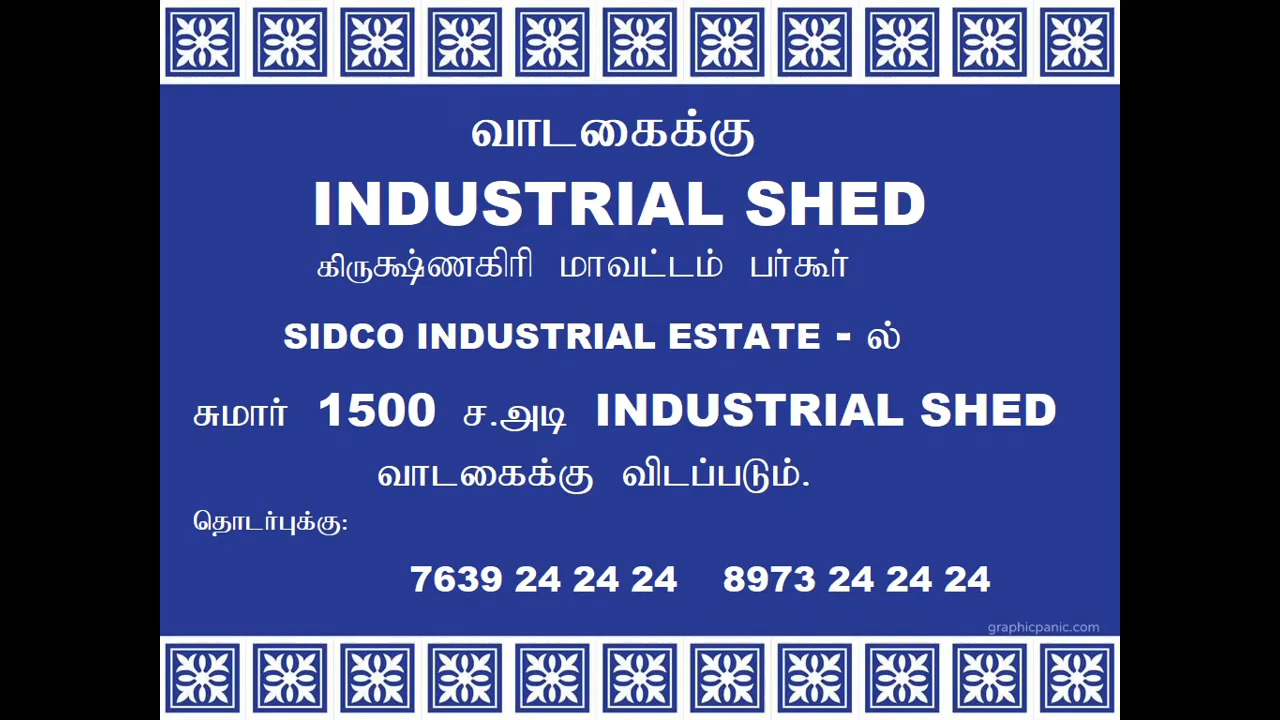 வாடகைக்கு
INDUSTRIAL SHED
கிருக்ஷ்ணகிரி மாவட்டம் பர்கூர்
SIDCO INDUSTRIAL ESTATE - ல்
சுமார் 1500 ச.அடி INDUSTRIAL SHED
வாடகைக்கு விடப்படும்.
தொடர்புக்கு:
7639 24 24 24 8973 24 24 24
graphicpanic.com